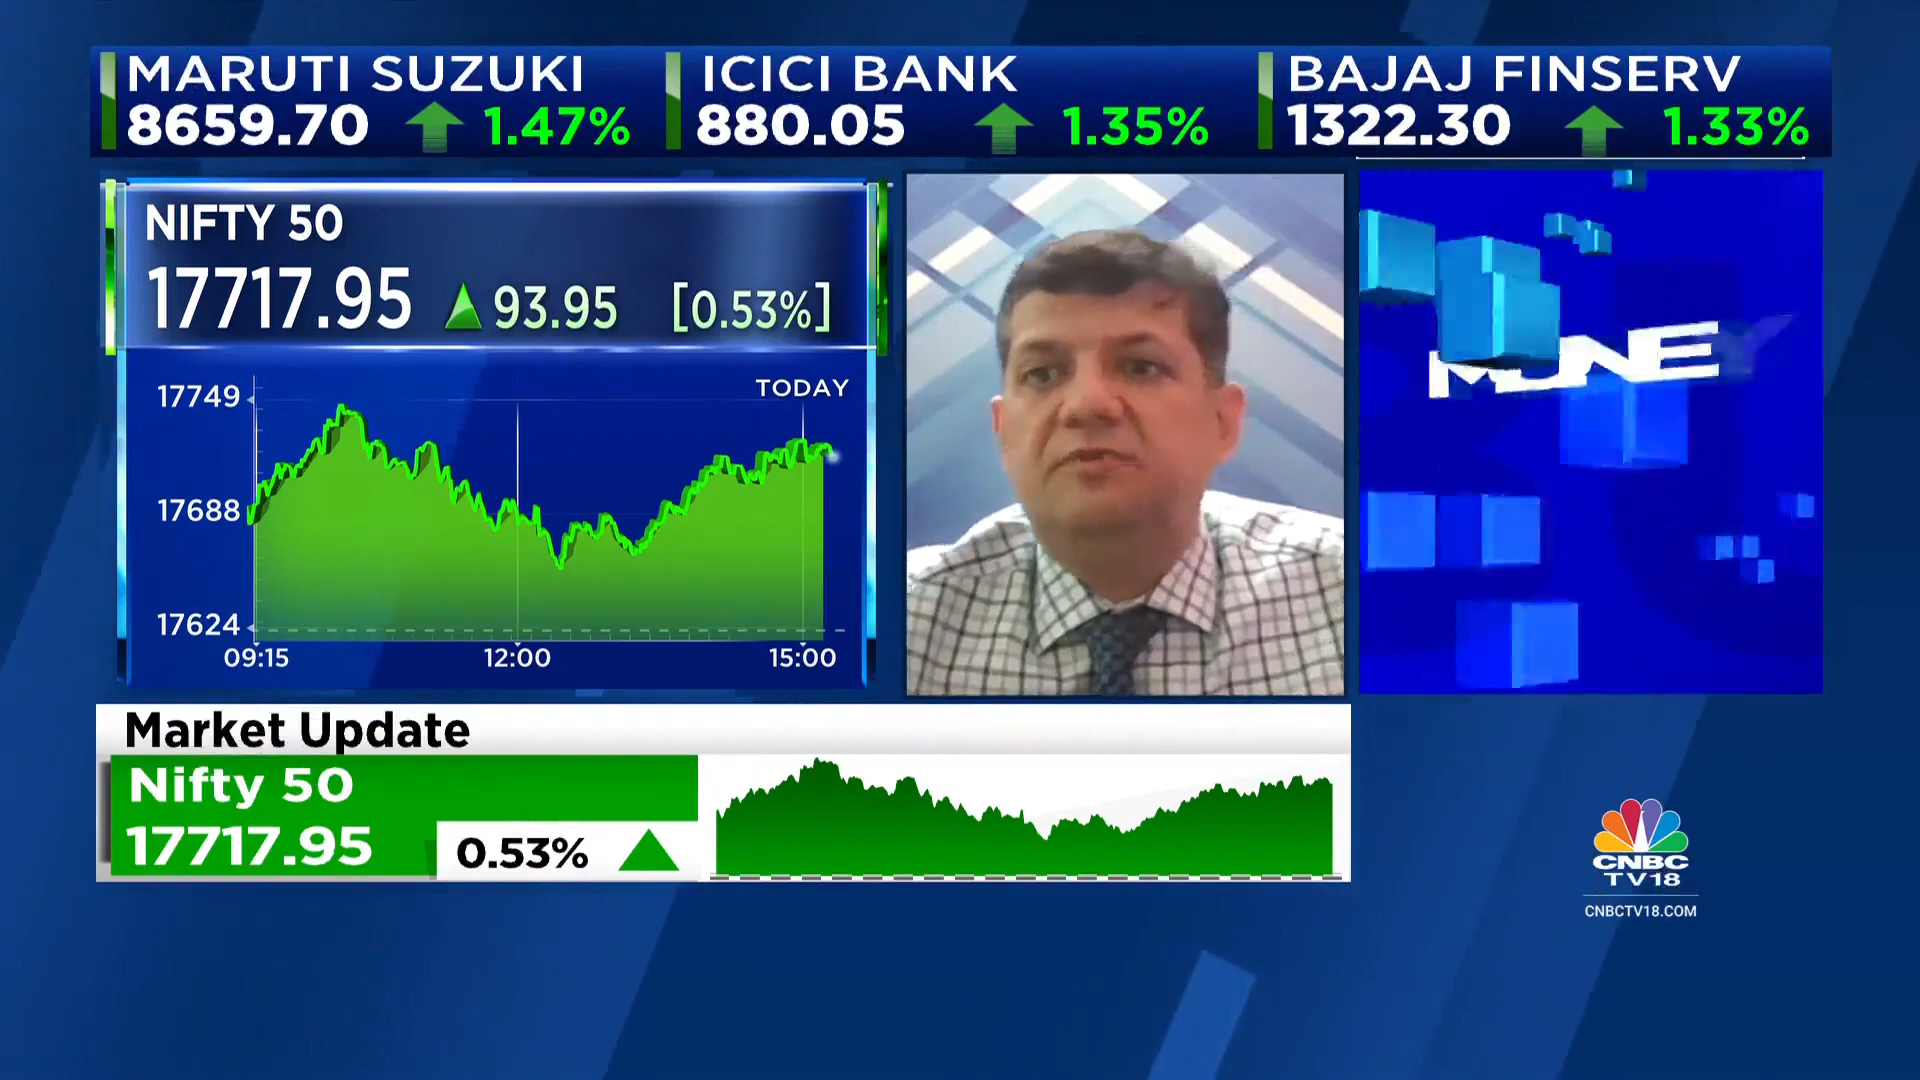 MARUTI SUZUKI
8659.70 1.47%
ICICI BANK
880.05 1.35%
BAJAJ FINSERV
1322.30 1.33%
NIFTY 50
17717.95 93.95 [0.53%]
TODAY
17749
17688
17624
09:15 12:00 15:00
MONEY
Market Update
Nifty 50
17717.95 0.53%
CNBC
TV18
CNBCTV18.COM